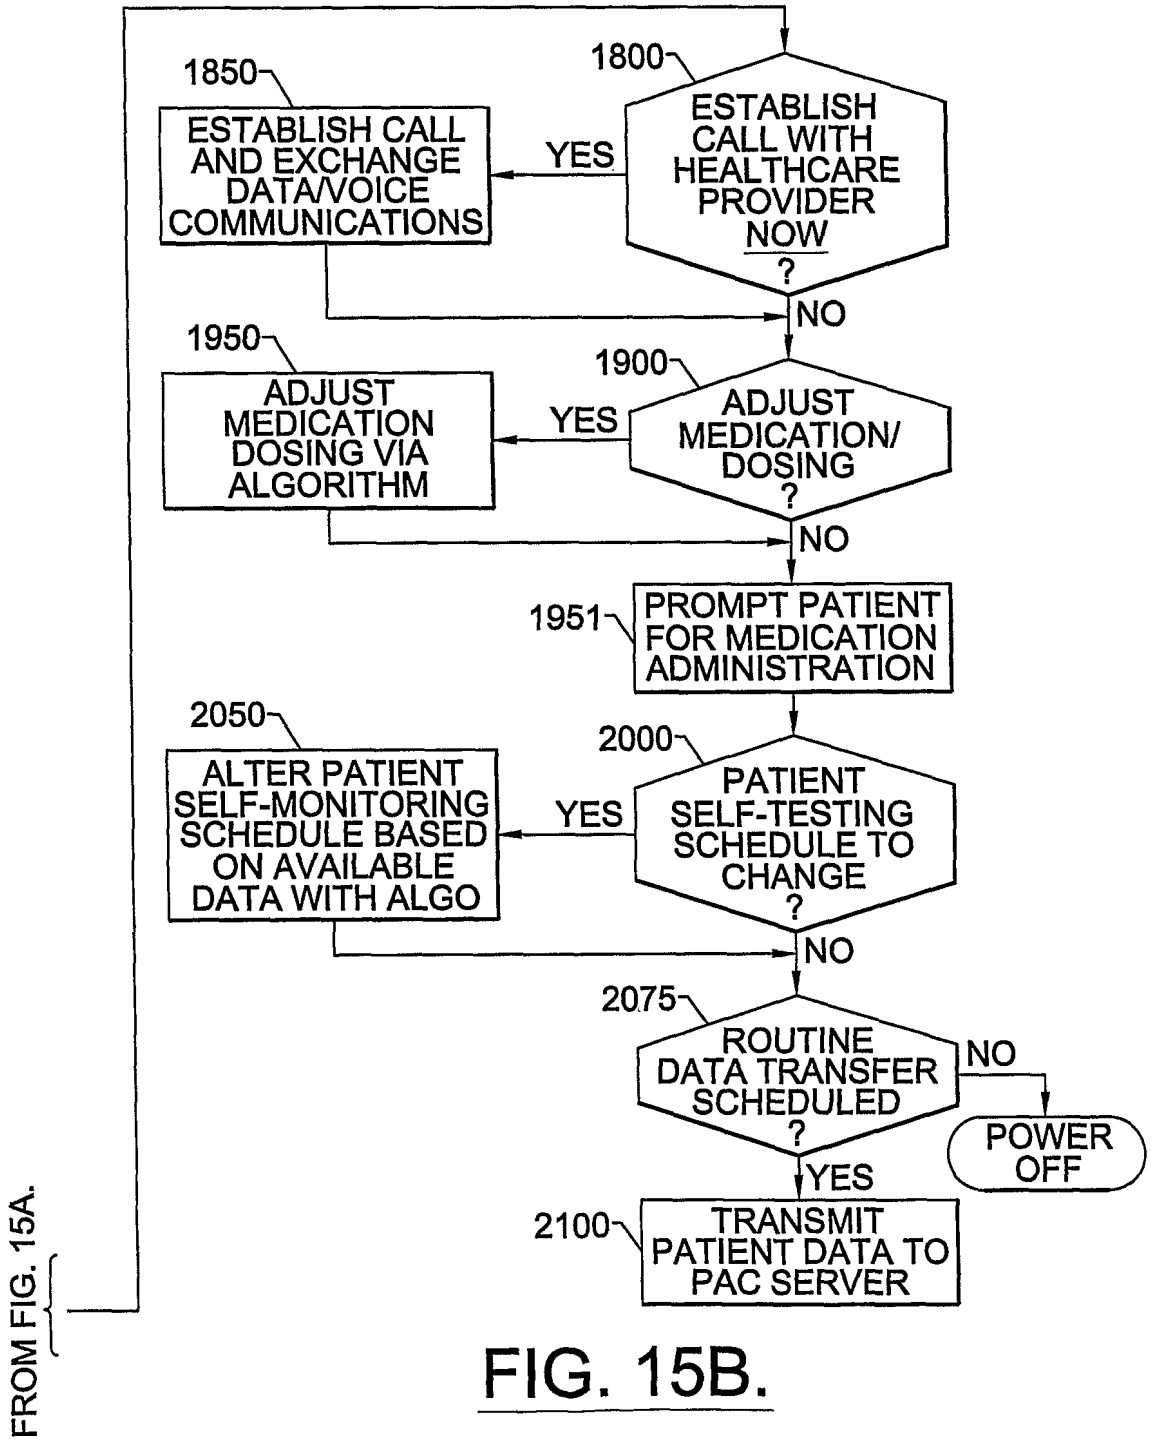 1800
ESTABLISH
CALL WITH
HEALTHCARE
PROVIDER
NOW
?
YES
NO
1850
ESTABLISH CALL
AND EXCHANGE
DATA/VOICE
COMMUNICATIONS
1900
ADJUST
MEDICATION/
DOSING
?
YES
NO
1950
ADJUST
MEDICATION
DOSING VIA
ALGORITHM
1951
PROMPT PATIENT
FOR MEDICATION
ADMINISTRATION
2000
PATIENT
SELF-TESTING
SCHEDULE TO
CHANGE
?
YES
NO
2050
ALTER PATIENT
SELF-MONITORING
SCHEDULE BASED
ON AVAILABLE
DATA WITH ALGO
2075
ROUTINE
DATA TRANSFER
SCHEDULED
?
NO
POWER
OFF
YES
2100
TRANSMIT
PATIENT DATA TO
PAC SERVER
FROM FIG. 15A.
FIG. 15B.